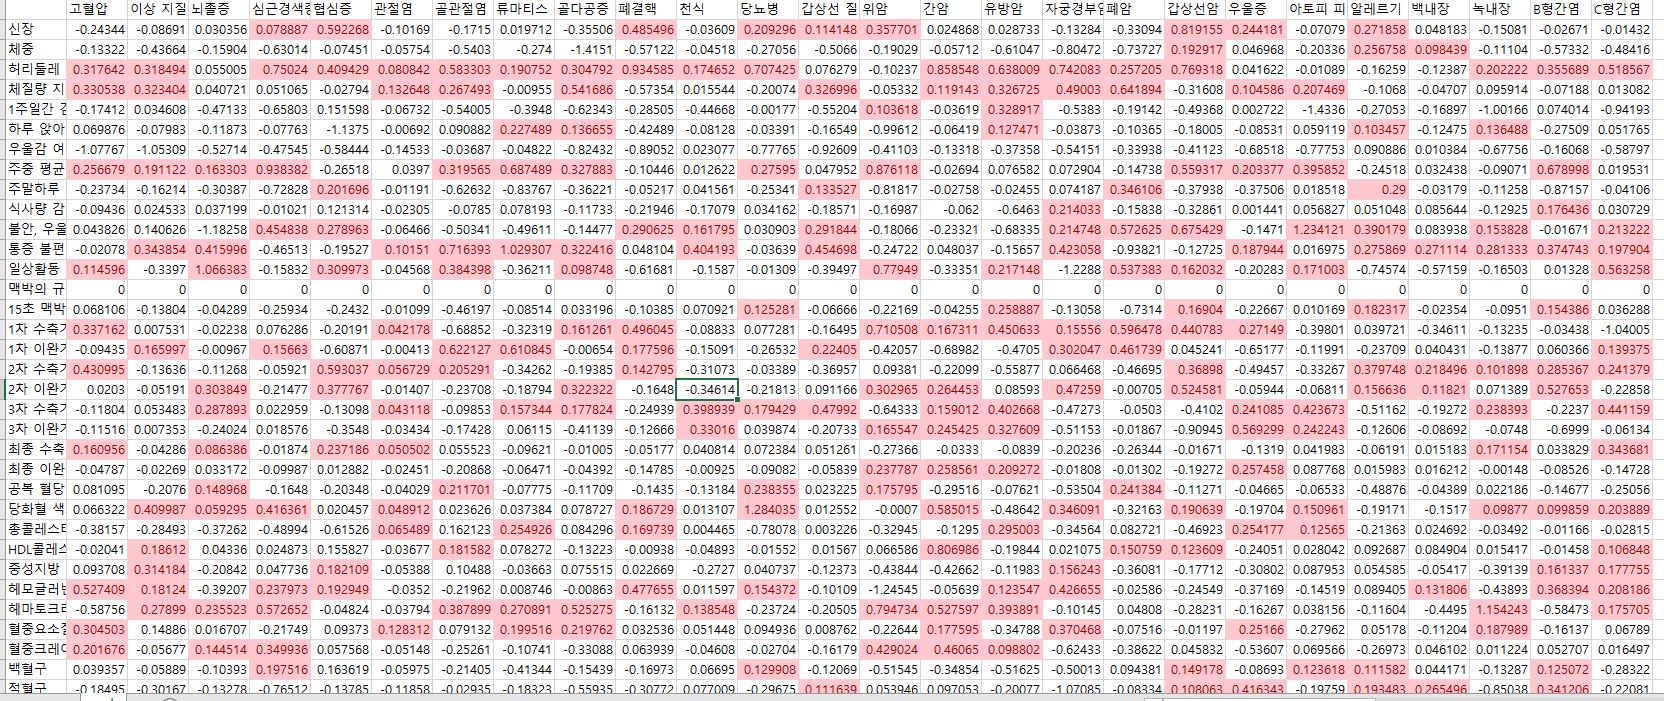 고혈압 이상 지질 뇌졸증 심근경색 협심증 관절염 골관절염 류마티스 골다공증 폐결핵 천식 당뇨병 갑상선 질 위암 간암 유방암 자궁경부 폐암 갑상선암 우울증 아토피 피 알레르기 백내장 녹내장 B형간염 C형간염
신장 -0.24344 -0.08691 0.030356 0.078887 0.592268 -0.10169 -0.1715 0.019712 -0.35506 0.485496 -0.03609 0.209296 0.114148 0.357701 0.024868 0.028733 -0.13284 -0.33094 0.819155 0.244181 -0.07079 0.271858 0.048183 -0.15081 -0.02671 -0.01432
체중 -0.13322 -0.43664 -0.15904 -0.63014 -0.07451 -0.05754 -0.5403 -0.274 -1.4151 -0.57122 -0.04518 -0.27056 -0.5066 -0.19029 -0.05712 -0.61047 -0.80472 -0.73727 0.192917 0.046968 -0.20336 0.256758 0.098439 -0.11104 -0.57332 -0.48416
허리둘레 0.317642 0.318494 0.055005 0.75024 0.409429 0.080842 0.583303 0.190752 0.304792 0.934585 0.174652 0.707425 0.076279 -0.10237 0.858548 0.638009 0.742083 0.257205 0.769318 0.041622 -0.01089 -0.16259 -0.12387 0.202222 0.355689 0.518567
체질량 지 0.330538 0.323404 0.040721 0.051065 -0.02794 0.132648 0.267493 -0.00955 0.541686 -0.57354 0.015544 -0.20074 0.326996 -0.05332 0.119143 0.326725 0.49003 0.641894 -0.31608 0.104586 0.207469 -0.1068 -0.04707 0.095914 -0.07188 0.013082
1주일간 -0.17412 0.034608 -0.47133 -0.65803 0.151598 -0.06732 -0.54005 -0.3948 -0.62343 -0.28505 -0.44668 -0.00177 -0.55204 0.103618 -0.03619 0.328917 -0.5383 -0.19142 -0.49368 0.002722 -1.4336 -0.27053 -0.16897 -1.00166 0.074014 -0.94193
하루 앉아 0.069876 -0.07983 -0.11873 -0.07763 -1.1375 -0.00692 0.090882 0.227489 0.136655 -0.42489 -0.08128 -0.03391 -0.16549 -0.99612 -0.06419 0.127471 -0.03873 -0.10365 -0.18005 -0.08531 0.059119 0.103457 -0.12475 0.136488 -0.27509 0.051765
우울감 여 -1.07767 -1.05309 -0.52714 -0.47545 -0.58444 -0.14533 -0.03687 -0.04822 -0.82432 -0.89052 0.023077 -0.77765 -0.92609 -0.41103 -0.13318 -0.37358 -0.54151 -0.33938 -0.41123 -0.68518 -0.77753 0.090886 0.010384 -0.67756 -0.16068 -0.58797
주중 평균 0.256679 0.191122 0.163303 0.938382 -0.26518 0.0397 0.319565 0.687489 0.327883 -0.10446 0.012622 0.27595 0.047952 0.876118 -0.02694 0.076582 0.072904 -0.14738 0.559317 0.203377 0.395852 -0.24518 0.032438 -0.09071 0.678998 0.019531
주말하루 -0.23734 -0.16214 -0.30387 -0.72828 0.201696 -0.01191 -0.62632 -0.83767 -0.36221 -0.05217 0.041561 -0.25341 0.133527 -0.81817 -0.02758 -0.02455 0.074187 0.346106 -0.37938 -0.37506 0.018518 0.29 -0.03179 -0.11258 -0.87157 -0.04106
식사량 감 -0.09436 0.024533 0.037199 -0.01021 0.121314 -0.02305 -0.0785 0.078193 -0.11733 -0.21946 -0.17079 0.034162 -0.18571 -0.16987 -0.062 -0.6463 0.214033 -0.15838 -0.32861 0.001441 0.056827 0.051048 0.085644 -0.12925 0.176436 0.030729
불안, 우울 0.043826 0.140626 -1.18258 0.454838 0.278963 -0.06466 -0.50341 -0.49611 -0.14477 0.290625 0.161795 0.030903 0.291844 -0.18066 -0.23321 -0.68335 0.214748 0.572625 0.675429 -0.1471 1.234121 0.390179 0.083938 0.153828 -0.01671 0.213222
통증 불편 -0.02078 0.343854 0.415996 -0.46513 -0.19527 0.10151 0.716393 1.029307 0.322416 0.048104 0.404193 -0.03639 0.454698 -0.24722 0.048037 -0.15657 0.423058 -0.93821 -0.12725 0.187944 0.016975 0.275869 0.271114 0.281333 0.374743 0.197904
일상활동 0.114596 -0.3397 1.066383 -0.15832 0.309973 -0.04568 0.384398 -0.36211 0.098748 -0.61681 -0.1587 -0.01309 -0.39497 0.77949 -0.33351 0.217148 -1.2288 0.537383 0.162032 -0.20283 0.171003 -0.74574 -0.57159 -0.16503 0.01328 0.563258
맥박의 규 0 0 0 0 0 0 0 0 0 0 0 0 0 0 0 0 0 0 0 0 0 0 0 0 0 0
15초 맥박 0.068106 -0.13804 -0.04289 -0.25934 -0.2432 -0.01099 -0.46197 -0.08514 0.033196 -0.10385 0.070921 0.125281 -0.06666 -0.22169 -0.04255 0.258887 -0.13058 -0.7314 0.16904 -0.22667 0.010169 0.182317 -0.02354 -0.0951 0.154386 0.036288
1차 수축기 0.337162 0.007531 -0.02238 0.076286 -0.20191 0.042178 -0.68852 -0.32319 0.161261 0.496045 -0.08833 0.077281 -0.16495 0.710508 0.167311 0.450633 0.15556 0.596478 0.440783 0.27149 -0.39801 0.039721 -0.34611 -0.13235 -0.03438 -1.04005
1차 이완기 -0.09435 0.165997 -0.00967 0.15663 -0.60871 -0.00413 0.622127 0.610845 -0.00654 0.177596 -0.15091 -0.26532 0.22405 -0.42057 -0.68982 -0.4705 0.302047 0.461739 0.045241 -0.65177 -0.11991 -0.23709 0.040431 -0.13877 0.060366 0.139375
2차 수축기 0.430995 -0.13636 -0.11268 -0.05921 0.593037 0.056729 0.205291 -0.34262 -0.19385 0.142795 -0.31073 -0.03389 -0.36957 0.09381 -0.22099 -0.55877 0.066468 -0.46695 0.36898 -0.49457 -0.33267 0.379748 0.218496 0.101898 0.285367 0.241379
2차 이완기 0.0203 -0.05191 0.303849 -0.21477 0.377767 -0.01407 -0.23708 -0.18794 0.322322 -0.1648 -0.34614 -0.21813 0.091166 0.302965 0.264453 0.08593 0.47259 -0.0705 0.524581 -0.05944 -0.06811 0.156636 0.11821 0.071389 0.527653 -0.22858
3차 수축기 -0.11804 0.053483 0.287893 0.022959 -0.13098 0.043118 -0.09853 0.157344 0.177824 -0.24939 0.398939 0.179429 0.47992 -0.64333 0.159012 0.402668 -0.47273 -0.0503 -0.4102 0.241085 0.423673 -0.51162 -0.19272 0.238393 -0.2237 0.441159
3차 이완기 -0.11516 0.007353 -0.24024 0.018576 -0.3548 -0.03434 -0.17428 0.06115 -0.41139 -0.12666 0.33016 0.039874 -0.20733 0.165547 0.245425 0.327609 -0.51153 -0.01867 -0.90945 0.569299 0.242243 -0.12606 -0.08692 -0.0748 -0.6999 -0.06134
최종 수축 0.160956 -0.04286 0.086386 -0.01874 0.237186 0.050502 0.055523 -0.09621 -0.01005 -0.05177 0.040814 0.072384 0.051261 -0.27366 -0.0333 -0.0839 -0.20236 -0.26344 -0.01671 -0.1319 0.041983 -0.06191 0.015183 0.171154 0.033829 0.343681
최종 이완 -0.04787 -0.02269 0.033172 -0.09987 0.012882 -0.02451 -0.20868 -0.06471 -0.04392 -0.14785 -0.00925 -0.09082 -0.05839 0.237787 0.258561 0.209272 -0.01808 -0.01302 -0.19272 0.257458 0.087768 0.015983 0.016212 -0.00148 -0.08526 -0.14728
공복 혈당 0.081095 -0.2076 0.148968 -0.1648 -0.20348 -0.04029 0.211701 -0.07775 -0.11709 -0.1435 -0.13184 0.238355 0.023225 0.175795 -0.29516 -0.07621 -0.53504 0.241384 -0.11271 -0.04665 -0.06533 -0.48876 -0.04389 0.022186 -0.14677 -0.25056
당화혈 색 0.066322 0.409987 0.059295 0.416361 0.020457 0.048912 0.023626 0.037384 0.078727 0.186729 0.013107 1.284035 0.012552 -0.0007 0.585015 -0.48642 0.346091 -0.32163 0.190639 -0.19704 0.150961 -0.19171 -0.1517 0.09877 0.099859 0.203889
총콜레스테 -0.38157 -0.28493 -0.37262 -0.48994 -0.61526 0.065489 0.162123 0.254926 0.084296 0.169739 0.004465 -0.78078 0.003226 -0.32945 -0.1295 0.295003 -0.34564 0.082721 -0.46923 0.254177 0.12565 -0.21363 0.024692 -0.03492 -0.01166 -0.02815
HDL콜레스 -0.02041 0.18612 0.04336 0.024873 0.155827 -0.03677 0.181582 0.078272 -0.13223 -0.00938 -0.04893 -0.01552 0.01567 0.066586 0.806986 -0.19844 0.021075 0.150759 0.123609 -0.24051 0.028042 0.092687 0.084904 0.015417 -0.01458 0.106848
중성지방 0.093708 0.314184 -0.20842 0.047736 0.182109 -0.05388 0.10488 -0.03663 0.075515 0.022669 -0.2727 0.040737 -0.12373 -0.43844 -0.42662 -0.11983 0.156243 -0.36081 -0.17712 -0.30802 0.087953 0.054585 -0.05417 -0.39139 0.161337 0.177755
헤모글러빈 0.527409 0.18124 -0.39207 0.237973 0.192949 -0.0352 -0.21962 0.008746 -0.00863 0.477655 0.011597 0.154372 -0.10109 -1.24545 -0.05639 0.123547 0.426655 -0.02586 -0.24549 -0.37169 -0.14519 0.089405 0.131806 -0.43893 0.368394 0.208186
헤마토크리 -0.58756 0.27899 0.235523 0.572652 -0.04824 -0.03794 0.387899 0.270891 0.525275 -0.16132 0.138548 -0.23724 -0.20505 0.794734 0.527597 0.393891 -0.10145 0.04808 -0.28231 -0.16267 0.038156 -0.11604 -0.4495 1.154243 -0.58473 0.175705
혈중요소질 0.304503 0.14886 0.016707 -0.21749 0.09373 0.128312 0.079132 0.199516 0.219762 0.032536 0.051448 0.094936 0.008762 -0.22644 0.177595 -0.34788 0.370468 -0.07516 -0.01197 0.25166 -0.27962 0.05178 -0.11204 0.187989 -0.16137 0.06789
혈중크레아 0.201676 -0.05677 0.144514 0.349936 0.057568 -0.05148 -0.25261 -0.10741 -0.33088 0.063939 -0.04608 -0.02704 -0.16179 0.429024 0.46065 0.098802 -0.62433 -0.38622 0.045832 -0.53607 0.069566 -0.26973 0.046102 0.011224 0.052707 0.016497
백혈구 0.039357 -0.05889 -0.10393 0.197516 0.163619 -0.05975 -0.21405 -0.41344 -0.15439 -0.16973 0.06695 0.129908 -0.12069 -0.51545 -0.34854 -0.51625 -0.50013 0.094381 0.149178 -0.08693 0.123618 0.111582 0.044171 -0.13287 0.125072 -0.28322
적혈구 -0.18495 -0.30167 -0.13278 -0.76512 -0.13785 -0.11858 -0.02935 -0.18323 -0.55935 -0.30772 0.077009 -0.29675 0.111639 0.053946 0.097053 -0.20077 -1.07085 -0.08334 0.108063 0.416343 -0.19759 0.193483 0.265496 -0.85038 0.341206 -0.22081